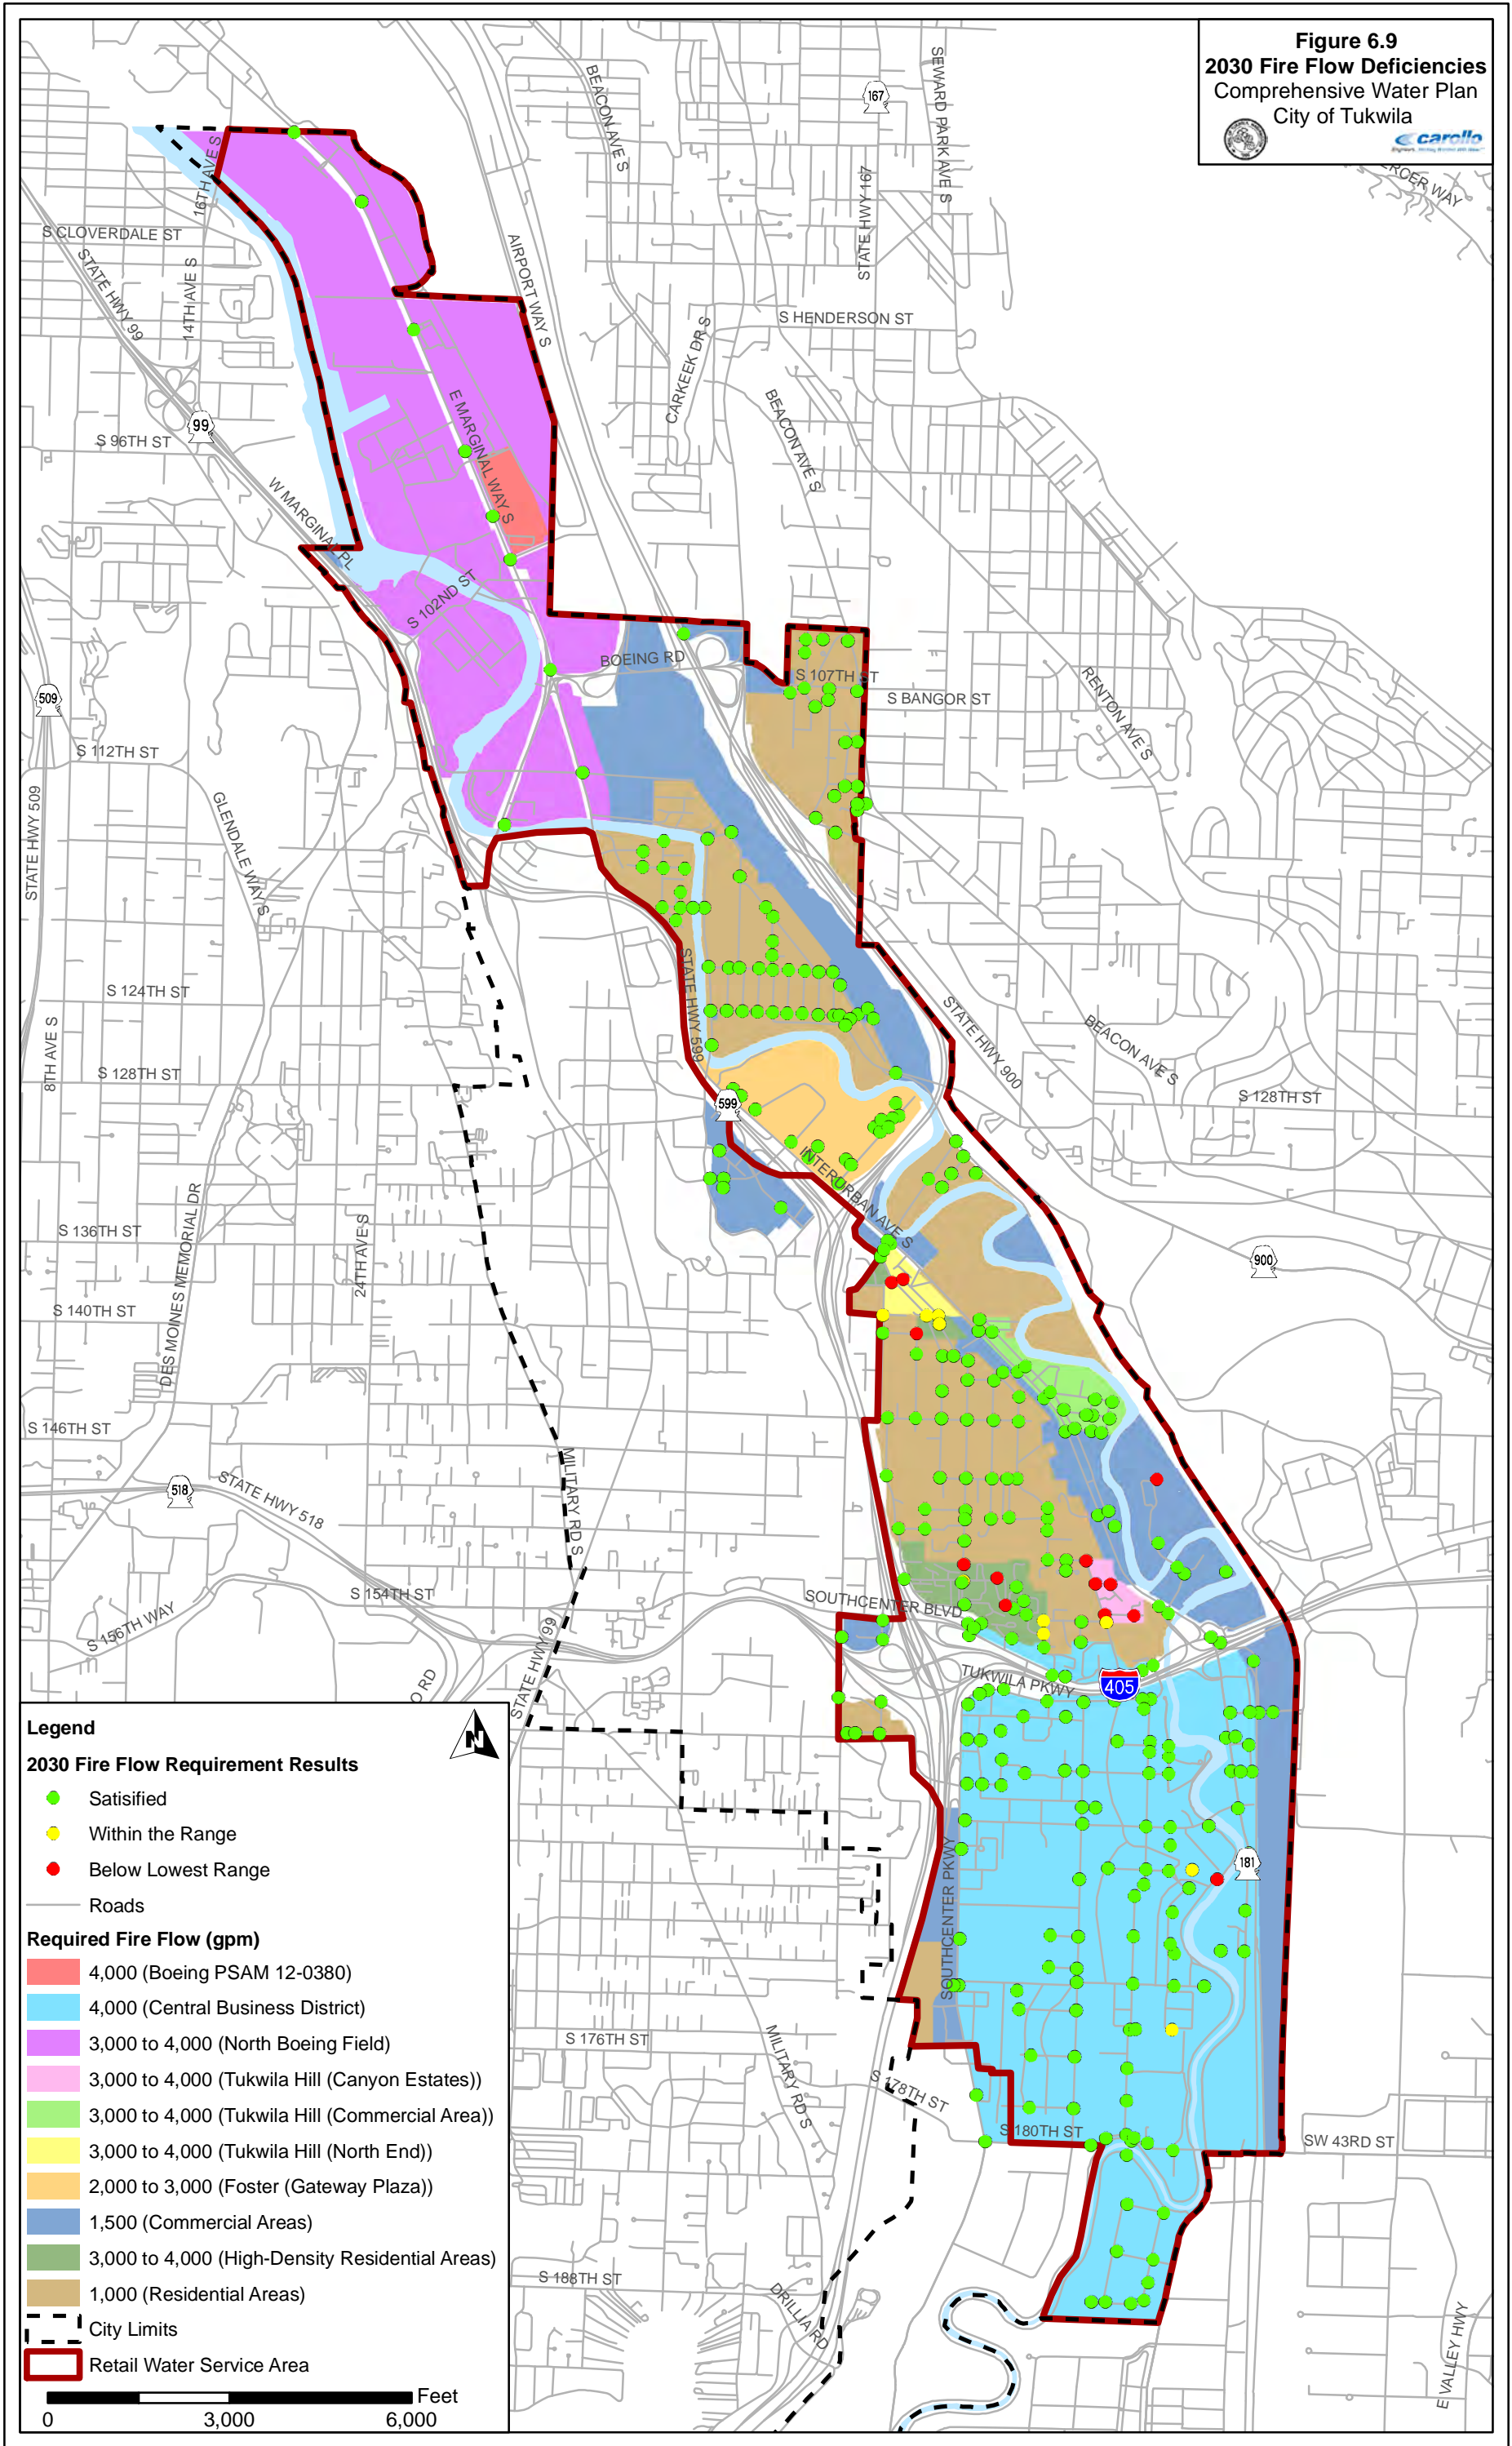 Figure 6.9
2030 Fire Flow Deficiencies
Comprehensive Water Plan
City of Tukwila
carollo
ERCER WAY
BEACON AVE S
167
SEWARD PARK AVE S
STATE HWY 167
16TH AVE S
S CLOVERDALE ST
STATE HWY 99
14TH AVE S
AIRPORT WAY S
S HENDERSON ST
CARKEEK DR S
BEACON AVE S
99
S 96TH ST
E MARGINAL WAY S
W MARGINAL PL
S 102ND ST
BOEING RD
S 107TH ST
S BANGOR ST
RENTON AVE S
509
S 112TH ST
STATE HWY 509
GLENDALE WAY S
STATE HWY 599
S 124TH ST
8TH AVE S
S 128TH ST
STATE HWY 900
BEACON AVE S
S 128TH ST
599
INTERURBAN AVE S
S 136TH ST
DES MOINES MEMORIAL DR
24TH AVE S
900
S 140TH ST
S 146TH ST
518
STATE HWY 518
MILITARY RD S
S 154TH ST
S 156TH WAY
SOUTHCENTER BLVD
STATE HWY 99
O RD
TUKWILA PKWY
405
181
SOUTHCENTER PKWY
S 176TH ST
MILITARY RD S
S 178TH ST
S 180TH ST
SW 43RD ST
S 188TH ST
DRILLIA RD
E VALLEY HWY
Legend
N
2030 Fire Flow Requirement Results
Satisified
Within the Range
Below Lowest Range
Roads
Required Fire Flow (gpm)
4,000 (Boeing PSAM 12-0380)
4,000 (Central Business District)
3,000 to 4,000 (North Boeing Field)
3,000 to 4,000 (Tukwila Hill (Canyon Estates))
3,000 to 4,000 (Tukwila Hill (Commercial Area))
3,000 to 4,000 (Tukwila Hill (North End))
2,000 to 3,000 (Foster (Gateway Plaza))
1,500 (Commercial Areas)
3,000 to 4,000 (High-Density Residential Areas)
1,000 (Residential Areas)
City Limits
Retail Water Service Area
Feet
0 3,000 6,000